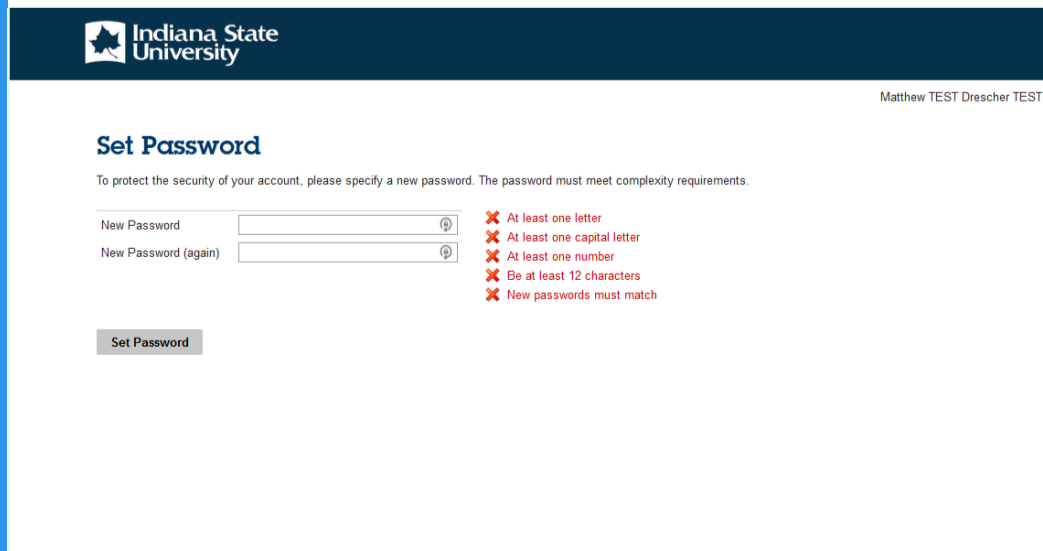 Indiana State
University
Matthew TEST Drescher TEST
Set Password
To protect the security of your account, please specify a new password. The password must meet complexity requirements.
New Password
New Password (again)
At least one letter
At least one capital letter
At least one number
Be at least 12 characters
New passwords must match
Set Password